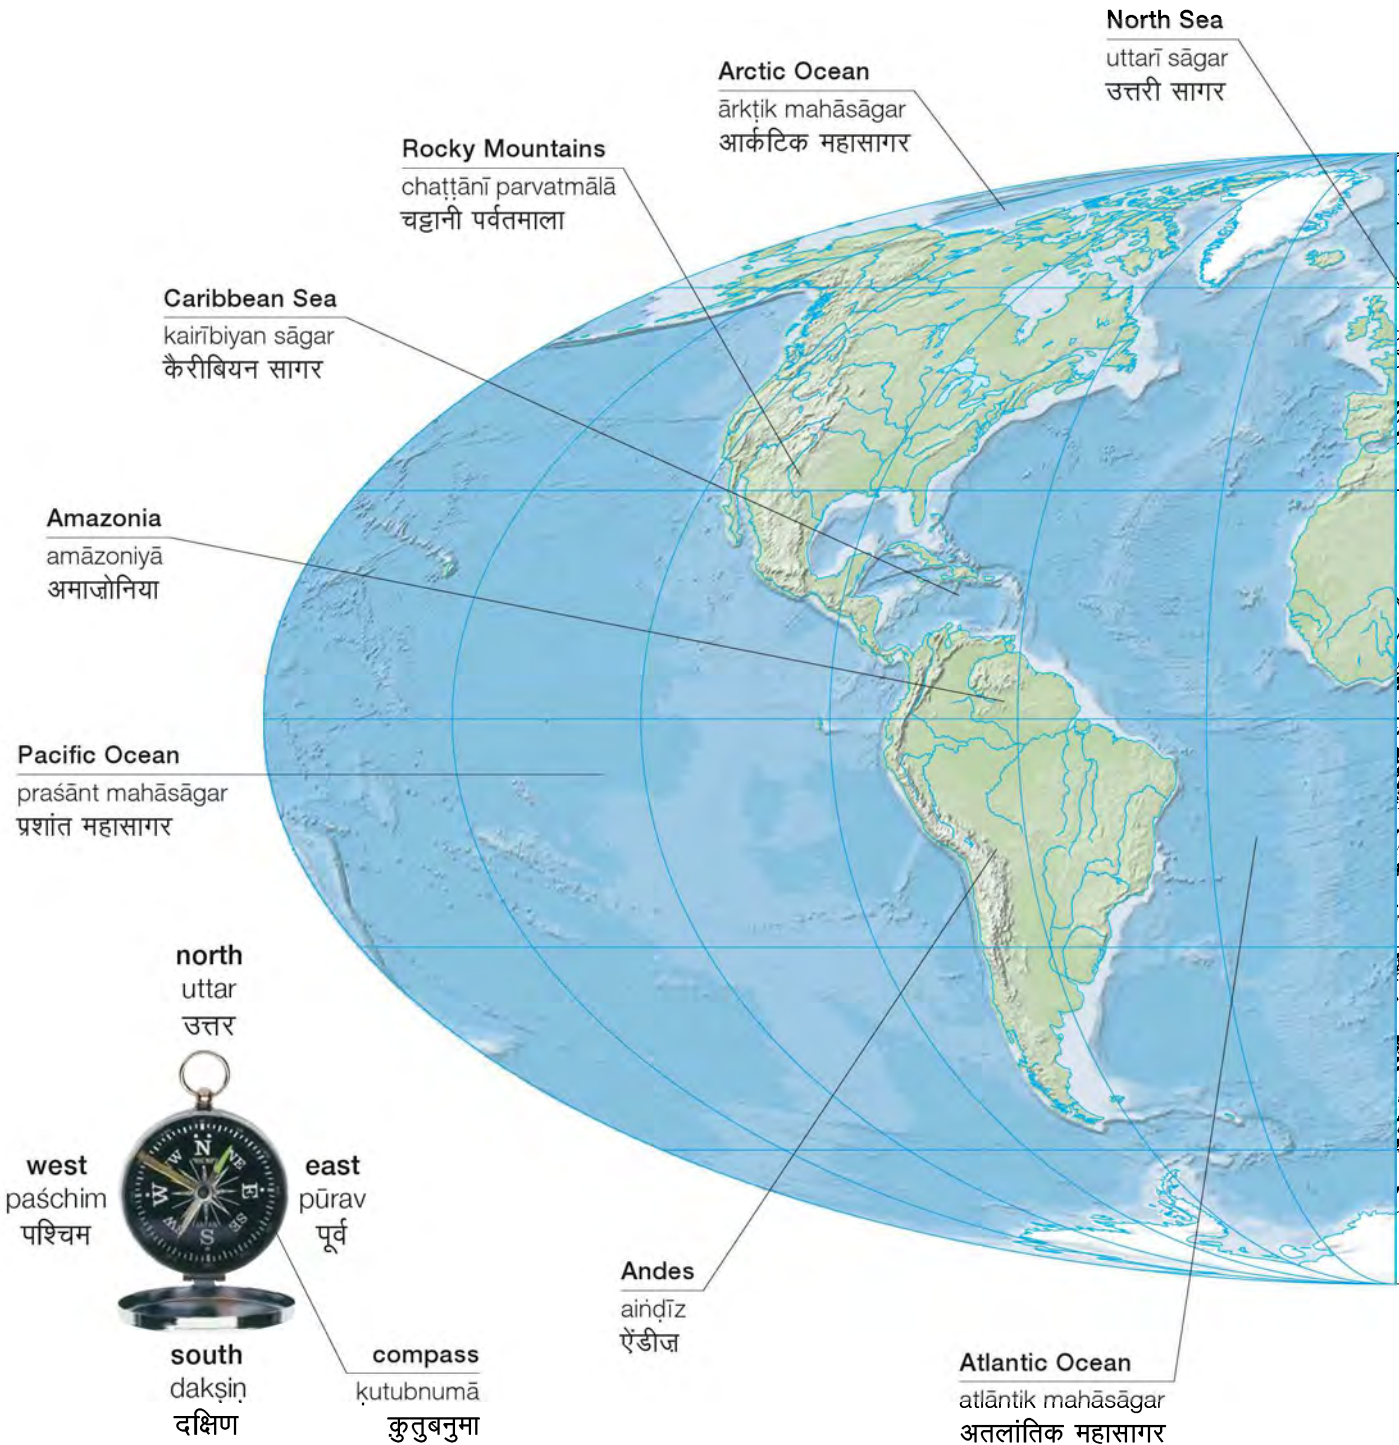 North Sea
uttarī sāgar
उत्तरी सागर
Arctic Ocean
ārkṭik mahāsāgar
आर्कटिक महासागर
Rocky Mountains
chaṭṭānī parvatmālā
चट्टानी पर्वतमाला
Caribbean Sea
kairībiyan sāgar
कैरीबियन सागर
Amazonia
amāzoniyā
अमाज़ोनिया
Pacific Ocean
praśānt mahāsāgar
प्रशांत महासागर
north
uttar
उत्तर
west
paśchim
पश्चिम
N
NE
E
SE
S
W
W
W
east
pūrav
पूर्व
south
dakṣiṇ
दक्षिण
compass
ḳutubnumā
क़ुतुबनुमा
Andes
aiṅḍīz
ऐंडीज़
Atlantic Ocean
atlāntik mahāsāgar
अतलांतिक महासागर